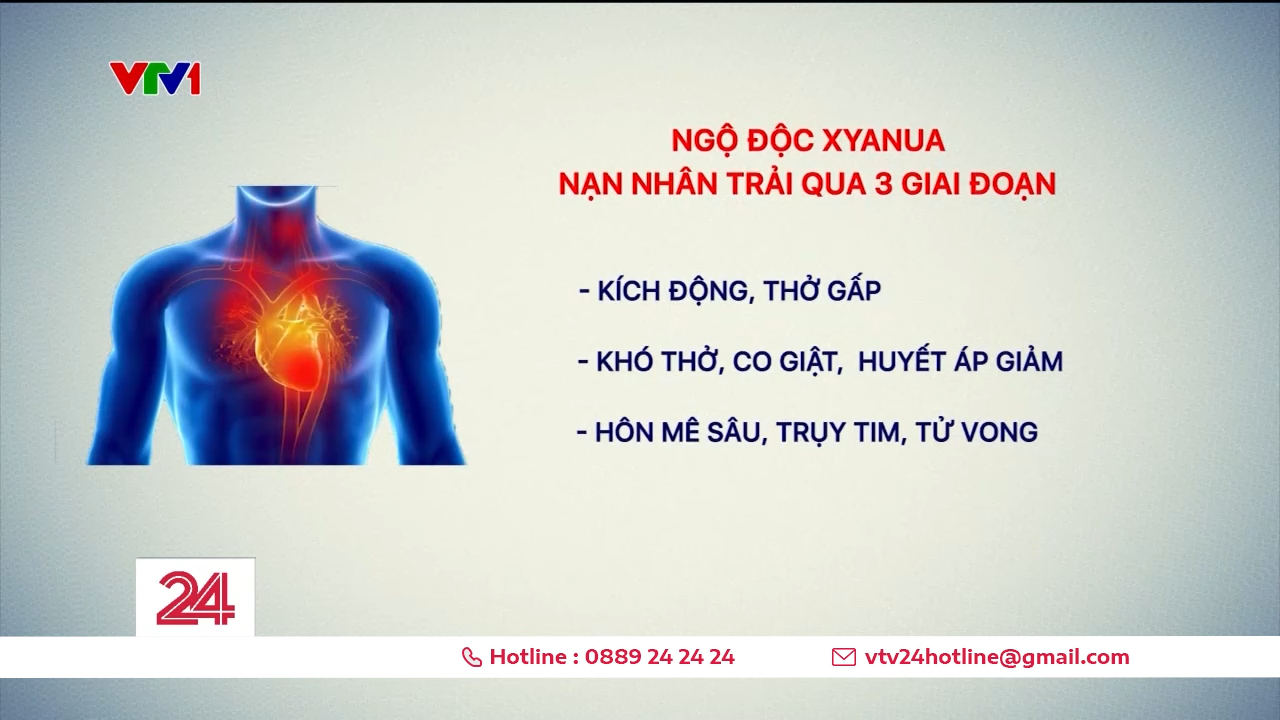 VTV1
NGỘ ĐỘC XYANUA
NẠN NHÂN TRẢI QUA 3 GIAI ĐOẠN
- KÍCH ĐỘNG, THỞ GẤP
- KHÓ THỞ, CO GIẬT, HUYẾT ÁP GIẢM
- HÔN MÊ SÂU, TRỤY TIM, TỬ VONG
24
Hotline : 0889 24 24 24
vtv24hotline@gmail.com